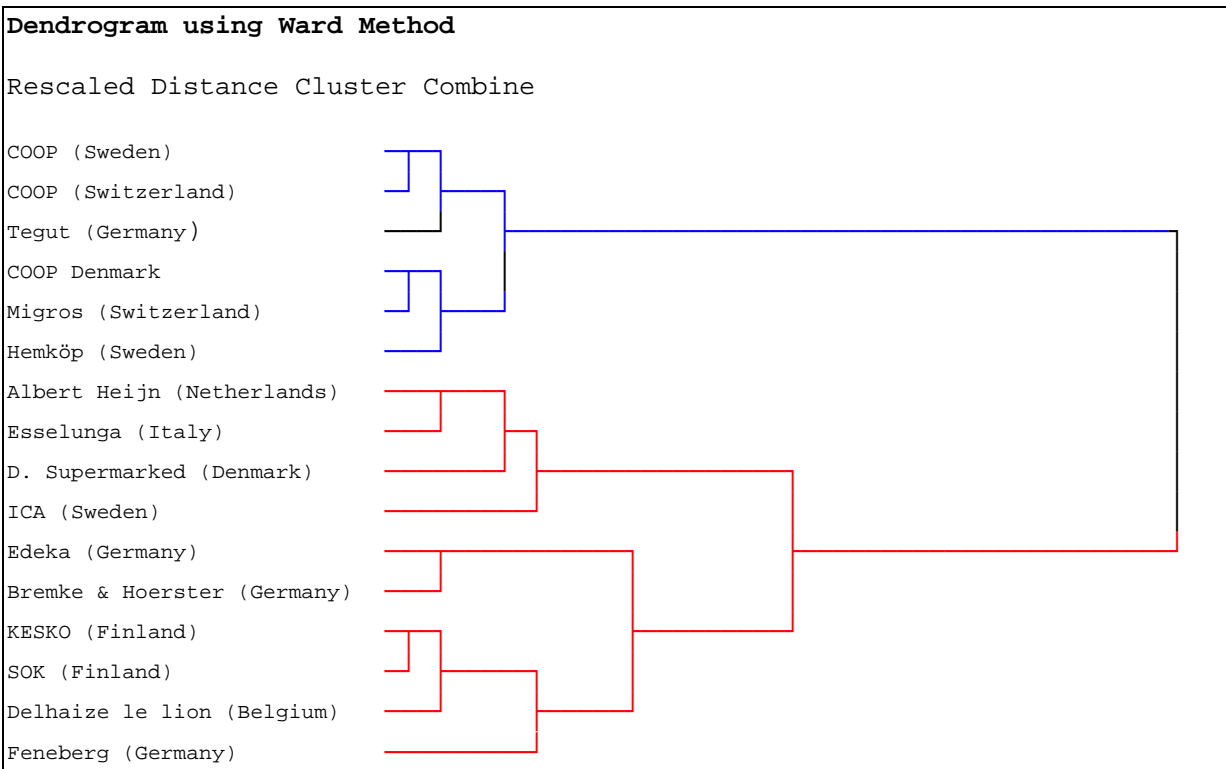 Dendrogram using Ward Method
Rescaled Distance Cluster Combine
COOP (Sweden)
COOP (Switzerland)
Tegut (Germany)
COOP Denmark
Migros (Switzerland)
Hemköp (Sweden)
Albert Heijn (Netherlands)
Esselunga (Italy)
D. Supermarked (Denmark)
ICA (Sweden)
Edeka (Germany)
Bremke & Hoerster (Germany)
KESKO (Finland)
SOK (Finland)
Delhaize le lion (Belgium)
Feneberg (Germany)